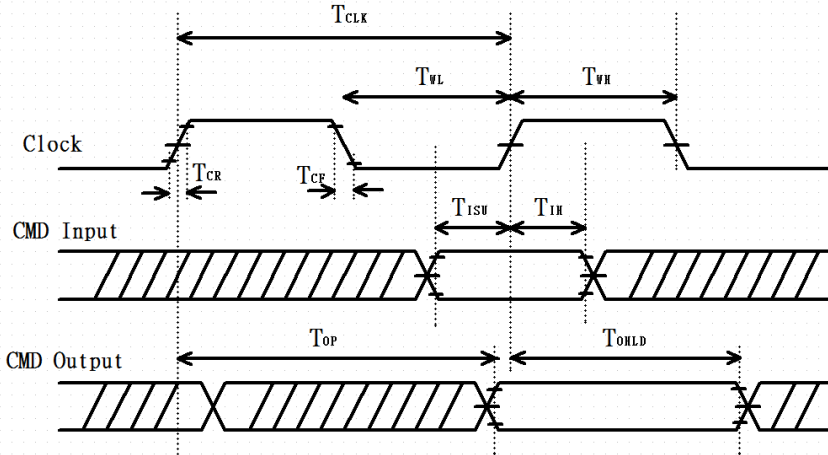 TCLK
TWL TWH
Clock
TCR TCF
TISU TIH
CMD Input
TOP TOHLD
CMD Output